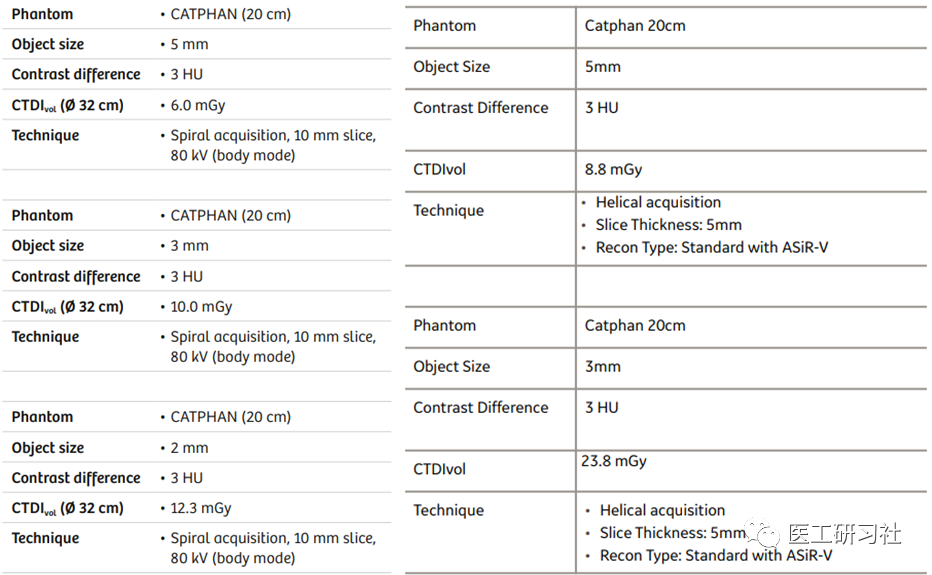 Phantom • CATPHAN (20 cm)
Object size • 5 mm
Contrast difference • 3 HU
CTDIvol (Ø 32 cm) • 6.0 mGy
Technique • Spiral acquisition, 10 mm slice,
80 kV (body mode)
Phantom • CATPHAN (20 cm)
Object size • 3 mm
Contrast difference • 3 HU
CTDIvol (Ø 32 cm) • 10.0 mGy
Technique • Spiral acquisition, 10 mm slice,
80 kV (body mode)
Phantom • CATPHAN (20 cm)
Object size • 2 mm
Contrast difference • 3 HU
CTDIvol (Ø 32 cm) • 12.3 mGy
Technique • Spiral acquisition, 10 mm slice,
80 kV (body mode)
Phantom Catphan 20cm
Object Size 5mm
Contrast Difference 3 HU
CTDIvol 8.8 mGy
Technique • Helical acquisition
• Slice Thickness: 5mm
• Recon Type: Standard with ASiR-V
Phantom Catphan 20cm
Object Size 3mm
Contrast Difference 3 HU
CTDIvol 23.8 mGy
Technique • Helical acquisition
• Slice Thickness: 5mm
• Recon Type: Standard with ASiR-V
医工研习社